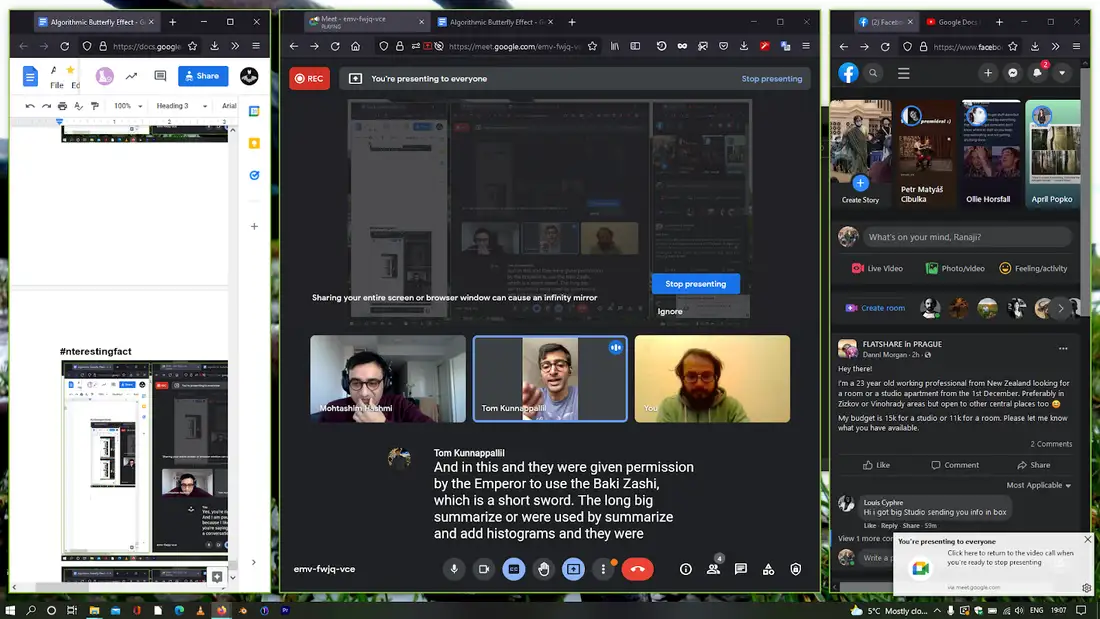 Algorithmic Butterfly Effect - G
https://docs.google
File
Ed
Share
100%
Heading 3
Arial
#nterestingfact
Meet - emv-fwjq-vce
PLAYING
Algorithmic Butterfly Effect - Go
https://meet.google.com/emv-fwjq-vc
REC
You're presenting to everyone
Stop presenting
Sharing your entire screen or browser window can cause an infinity mirror
Stop presenting
Ignore
Mohtashim Hashmi
Tom Kunnappallil
You
Tom Kunnappallil
And in this and they were given permission
by the Emperor to use the Baki Zashi,
which is a short sword. The long big
summarize or were used by summarize
and add histograms and they were
emv-fwjq-vce
4
(2) Facebook
Google Docs
https://www.facebo
2
Create Story
Petr Matyáš
Cibulka
Ollie Horsfall
April Popko
What's on your mind, Ranaji?
Live Video
Photo/video
Feeling/activity
Create room
FLATSHARE in PRAGUE
Danni Morgan · 2h
Hey there!
I'm a 23 year old working professional from New Zealand looking for
a room or a studio apartment from the 1st December. Preferably in
Zizkov or Vinohrady areas but open to other central places too 😄
My budget is 15k for a studio or 11k for a room. Please let me know
what you have available.
2 Comments
Like
Comment
Share
Most Applicable
Louis Cyphre
Hi i got big Studio sending you info in box
Like · Reply · Share · 59m
View 1 more com
Write a p
You're presenting to everyone
Click here to return to the video call when
you're ready to stop presenting
via meet.google.com
5°C Mostly clo...
ENG
19:07